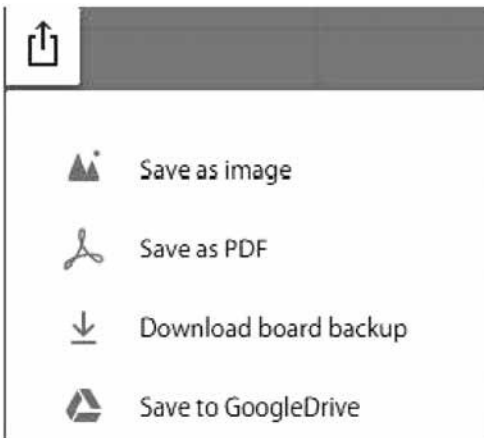 Save as image
Save as PDF
Download board backup
Save to GoogleDrive